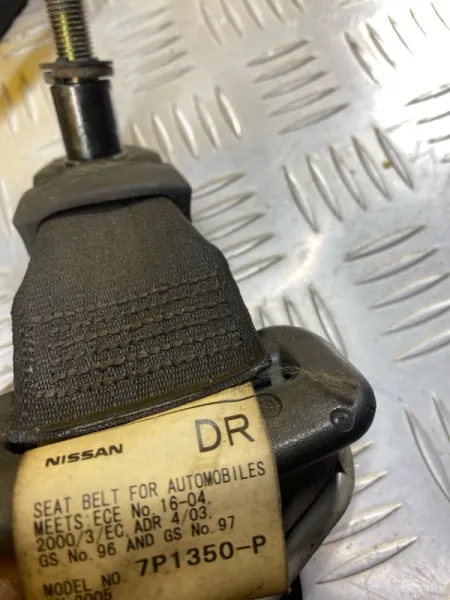 NISSAN DR
SEAT BELT FOR AUTOMOBILES
MEETS: ECE No. 16-04,
2000/3/EC, ADR 4/03,
GS No. 96 AND GS No. 97
MODEL NO. 7P1350-P
2005